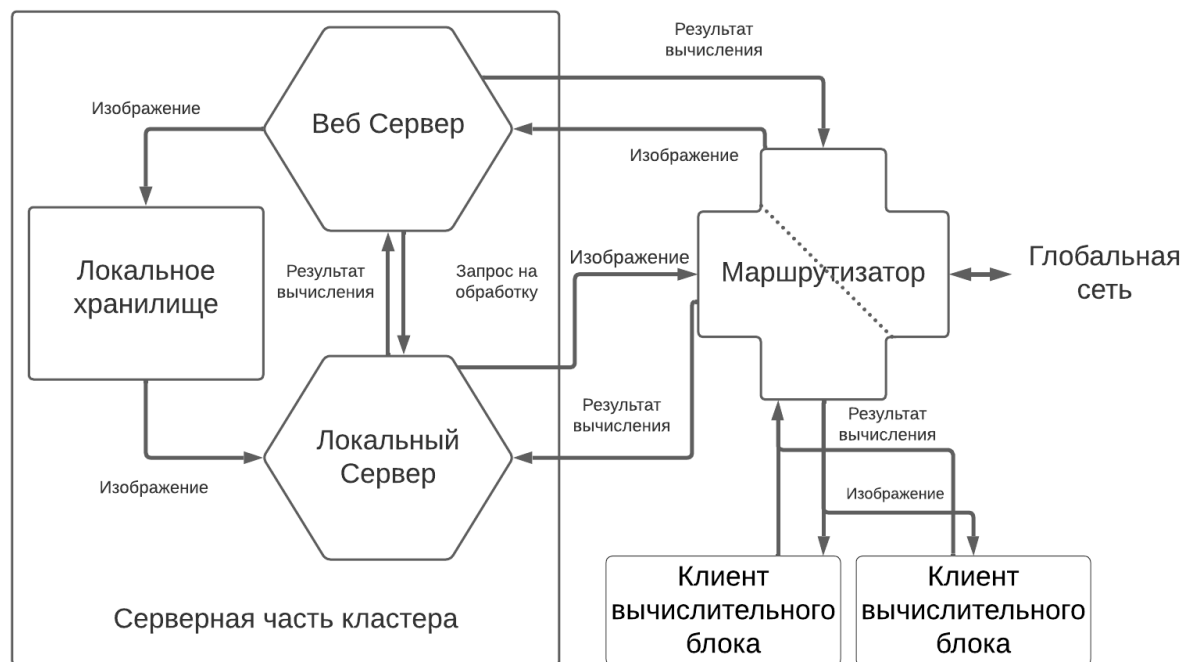 Результат
вычисления
Изображение
Веб Сервер
Изображение
Локальное
хранилище
Результат
вычисления
Запрос на
обработку
Изображение
Маршрутизатор
Глобальная
сеть
Результат
вычисления
Результат
вычисления
Локальный
Сервер
Изображение
Изображение
Клиент
вычислительного
блока
Клиент
вычислительного
блока
Серверная часть кластера